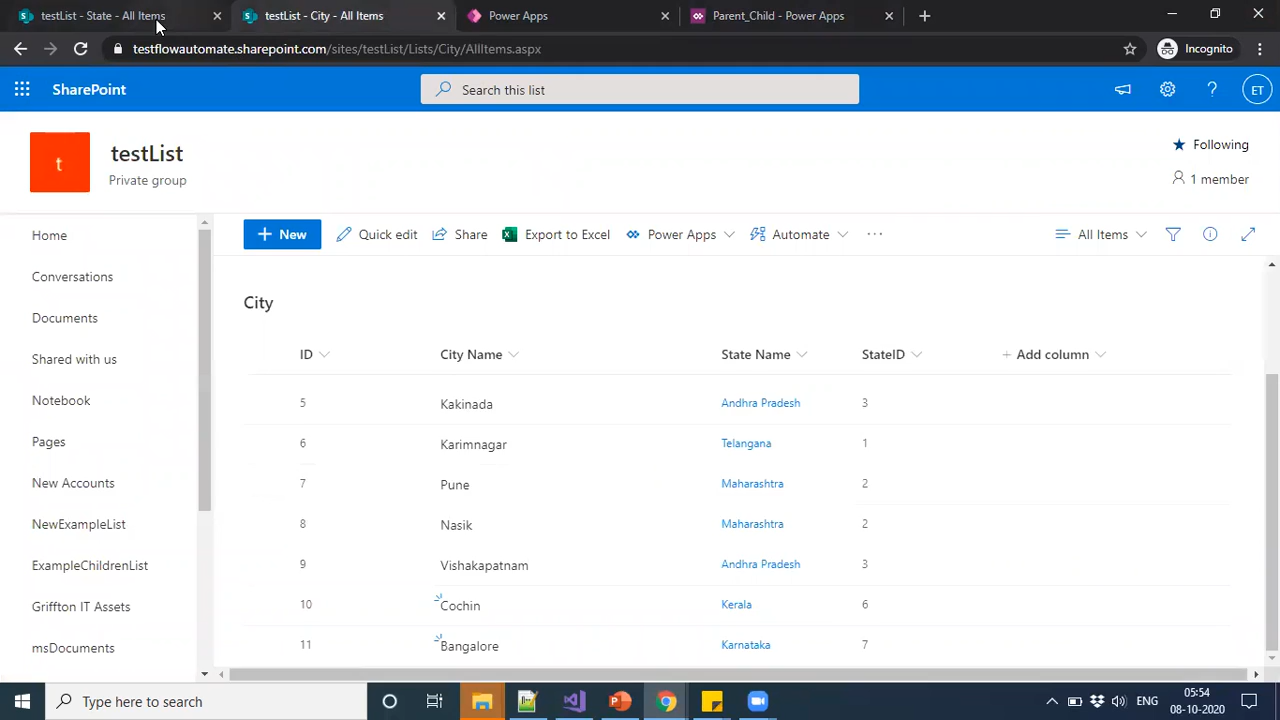 testList - State - All Items
testList - City - All Items
Power Apps
Parent_Child - Power Apps
testflowautomate.sharepoint.com/sites/testList/Lists/City/AllItems.aspx
Incognito
SharePoint
Search this list
ET
t
testList
Private group
Following
1 member
Home
Conversations
Documents
Shared with us
Notebook
Pages
New Accounts
NewExampleList
ExampleChildrenList
Griffton IT Assets
msDocuments
New
Quick edit
Share
Export to Excel
Power Apps
Automate
All Items
City
ID City Name State Name StateID Add column
5 Kakinada Andhra Pradesh 3
6 Karimnagar Telangana 1
7 Pune Maharashtra 2
8 Nasik Maharashtra 2
9 Vishakapatnam Andhra Pradesh 3
10 Cochin Kerala 6
11 Bangalore Karnataka 7
Type here to search
ENG
05:54
08-10-2020